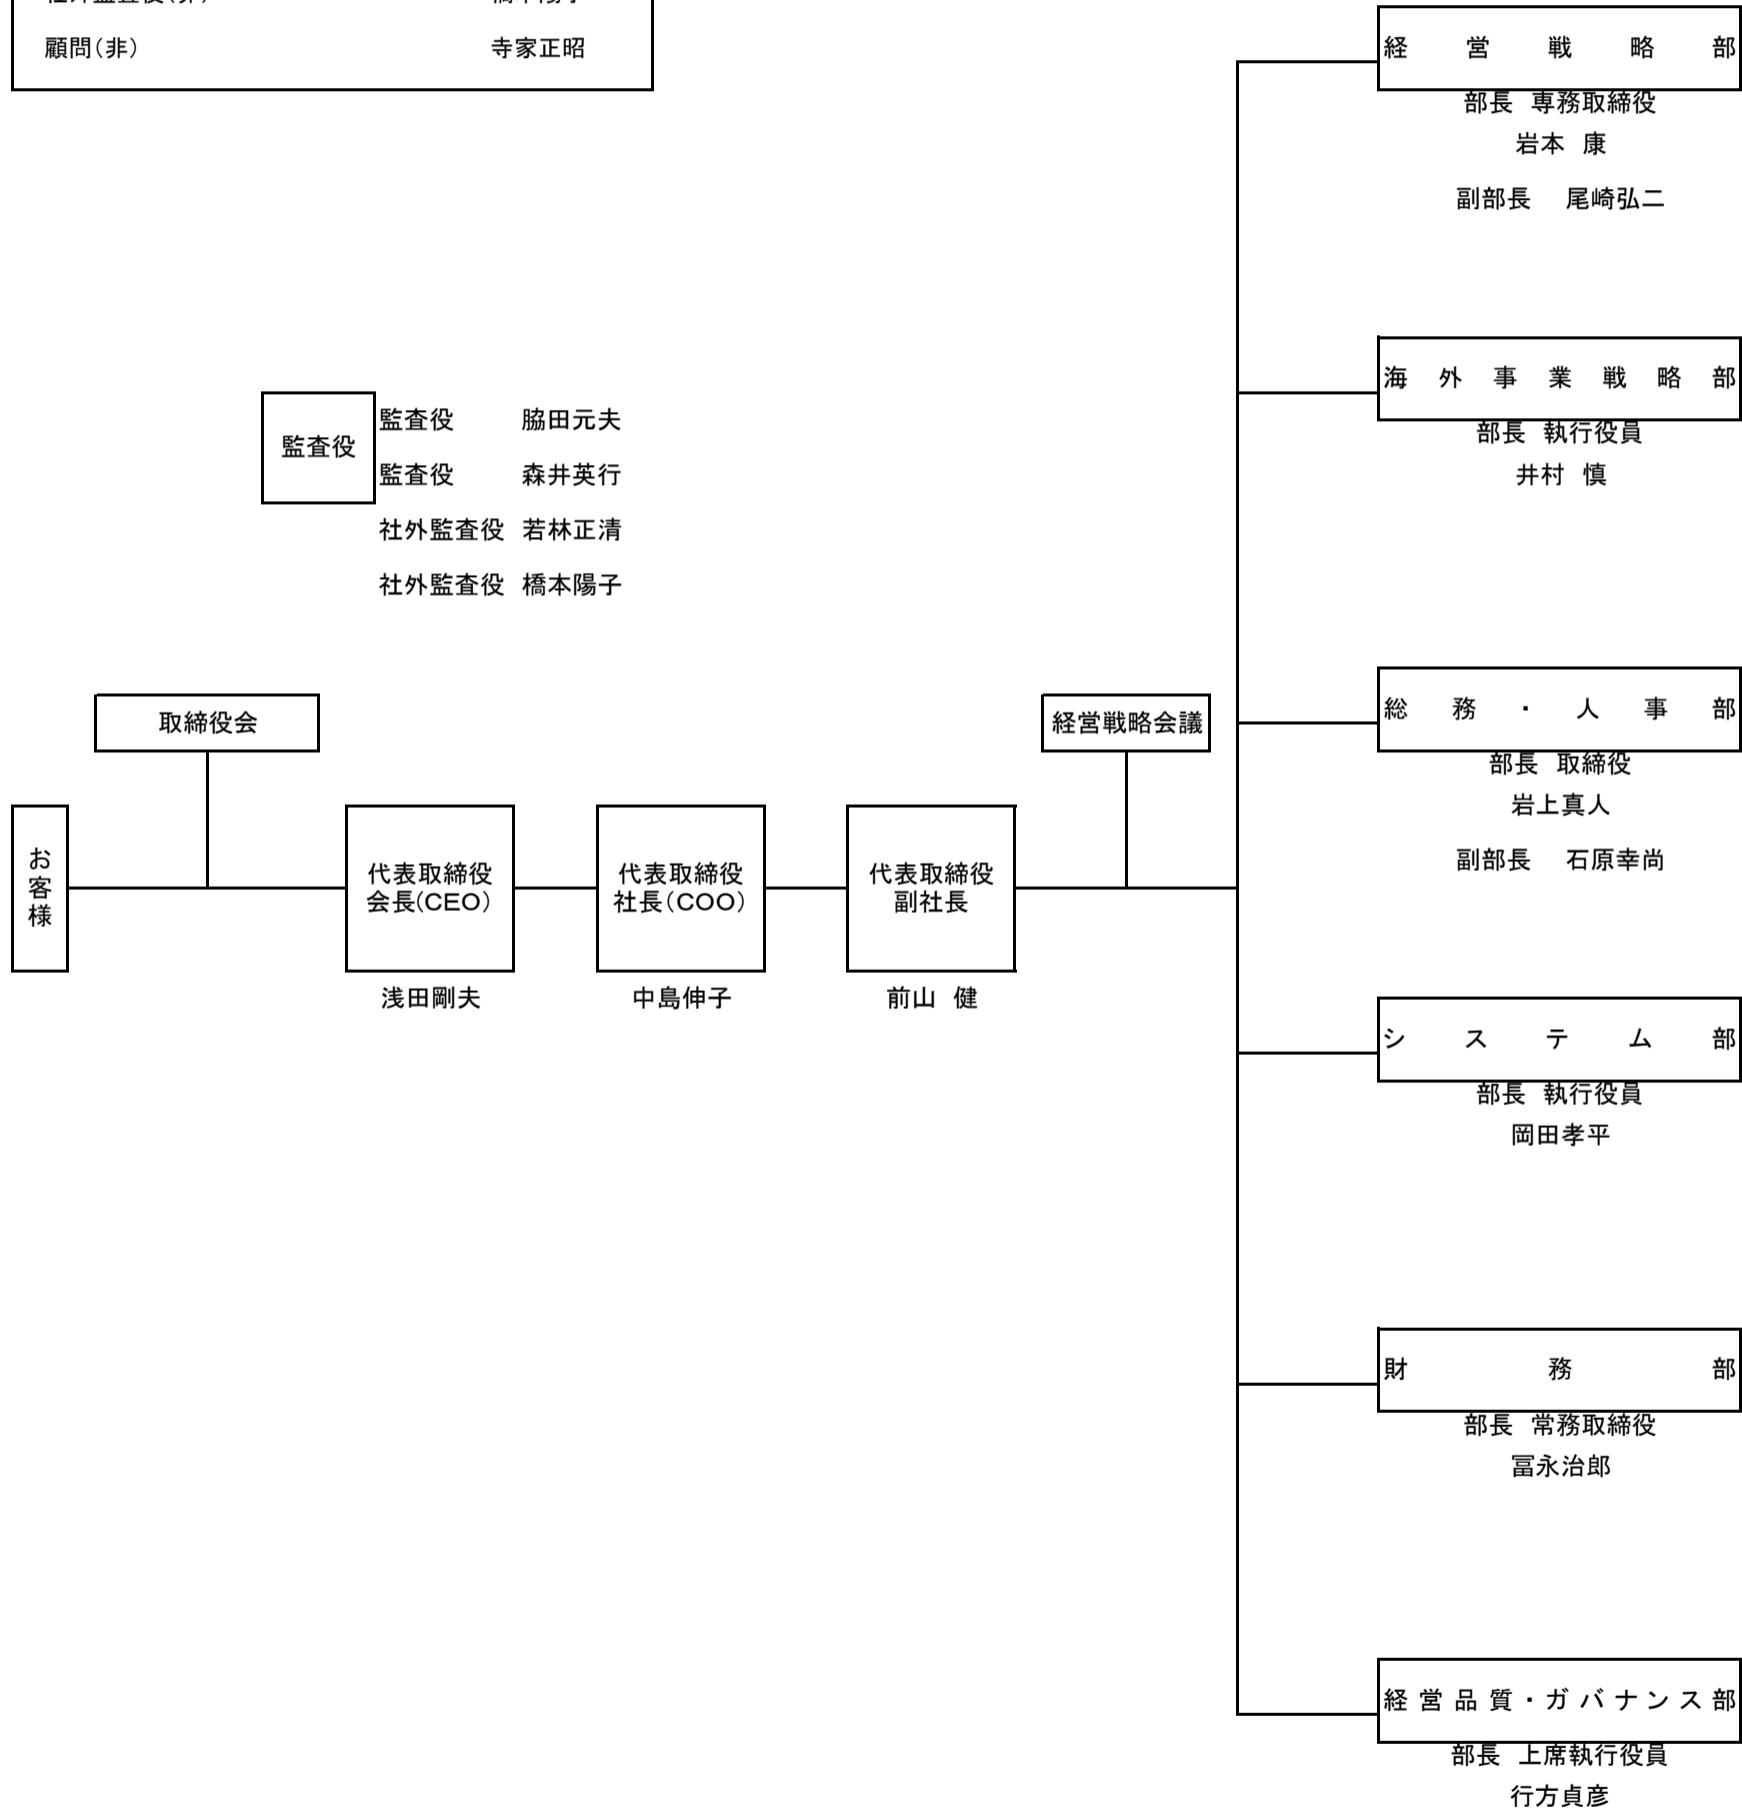 顧問(非) 寺家正昭
経営戦略部
部長 専務取締役
岩本 康
副部長 尾崎弘二
海外事業戦略部
部長 執行役員
井村 慎
監査役
監査役 脇田元夫
監査役 森井英行
社外監査役 若林正清
社外監査役 橋本陽子
総務・人事部
部長 取締役
岩上真人
副部長 石原幸尚
取締役会
経営戦略会議
お客様
代表取締役
会長(CEO)
浅田剛夫
代表取締役
社長(COO)
中島伸子
代表取締役
副社長
前山 健
システム部
部長 執行役員
岡田孝平
財務部
部長 常務取締役
冨永治郎
経営品質・ガバナンス部
部長 上席執行役員
行方貞彦